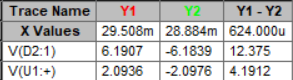 Trace Name Y1 Y2 Y1 - Y2
X Values 29.508m 28.884m 624.000u
V(D2:1) 6.1907 -6.1839 12.375
V(U1:+) 2.0936 -2.0976 4.1912